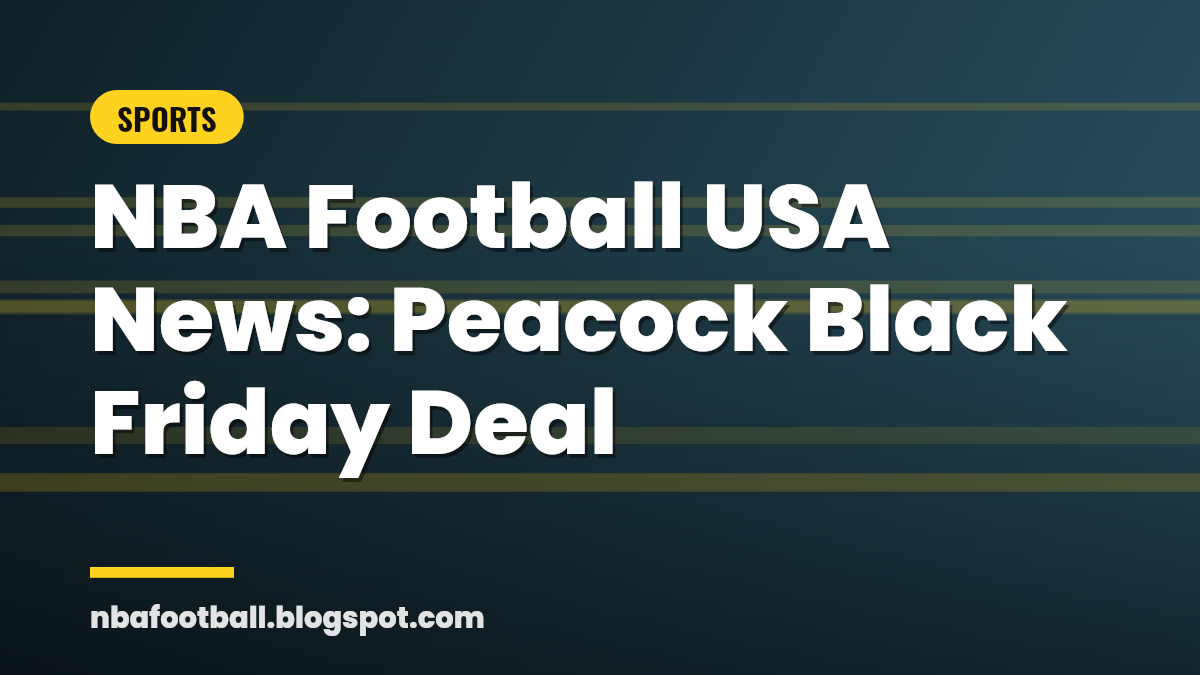 SPORTS
NBA Football USA
News: Peacock Black
Friday Deal
nbafootball.blogspot.com